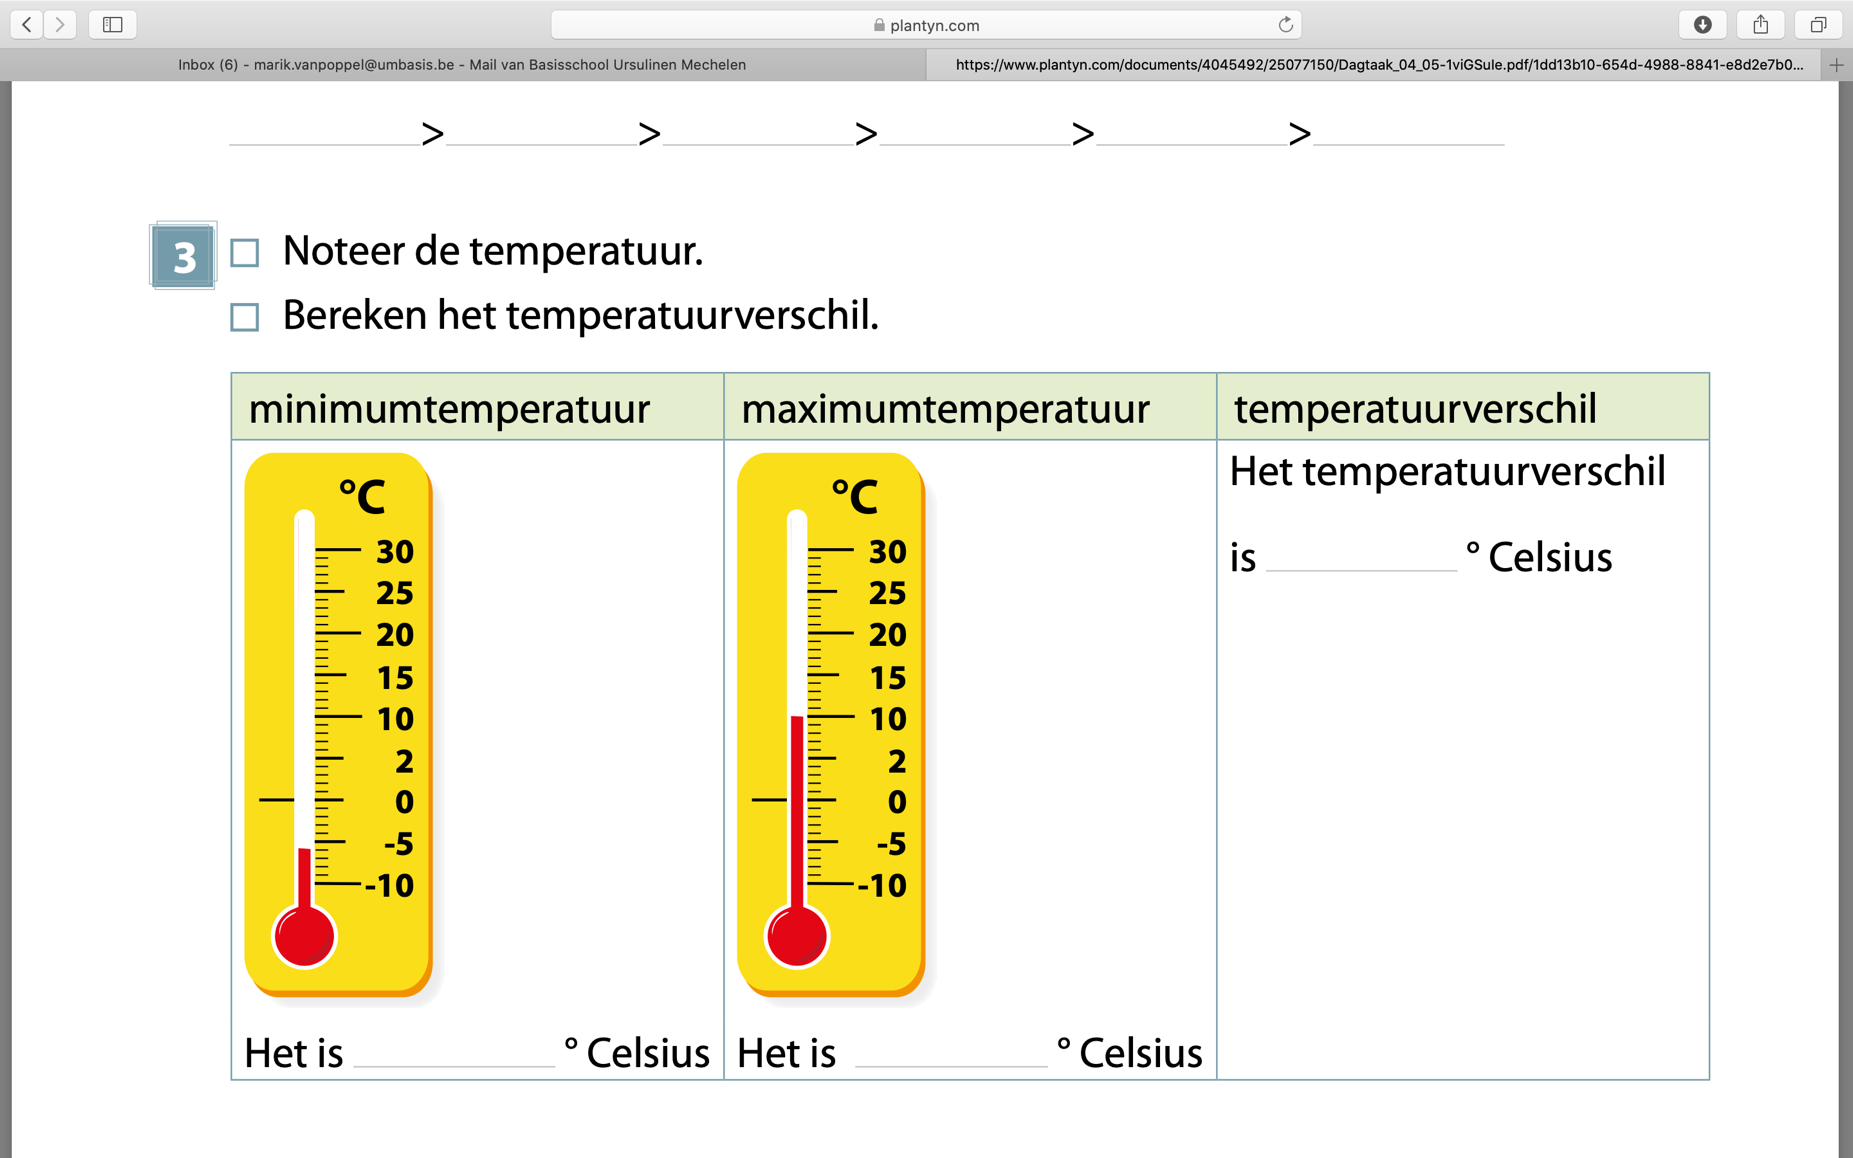 plantyn.com
Inbox (6) - marik.vanpoppel@umbasis.be - Mail van Basisschool Ursulinen Mechelen
https://www.plantyn.com/documents/4045492/25077150/Dagtaak_04_05-1viGSule.pdf/1dd13b10-654d-4988-8841-e8d2e7b0...
> > > > >
3 Noteer de temperatuur.
Bereken het temperatuurverschil.
minimumtemperatuur
°C
30
25
20
15
10
2
0
-5
-10
Het is ° Celsius
maximumtemperatuur
°C
30
25
20
15
10
2
0
-5
-10
Het is ° Celsius
temperatuurverschil
Het temperatuurverschil
is ° Celsius